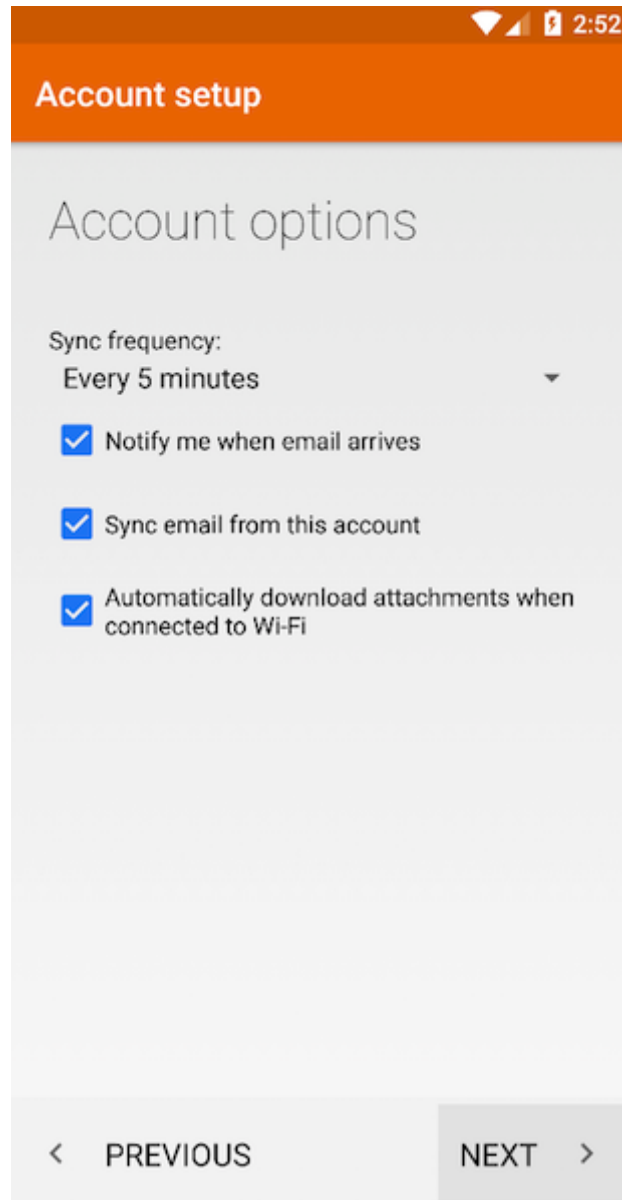 2:52
Account setup
Account options
Sync frequency:
Every 5 minutes
Notify me when email arrives
Sync email from this account
Automatically download attachments when
connected to Wi-Fi
PREVIOUS
NEXT